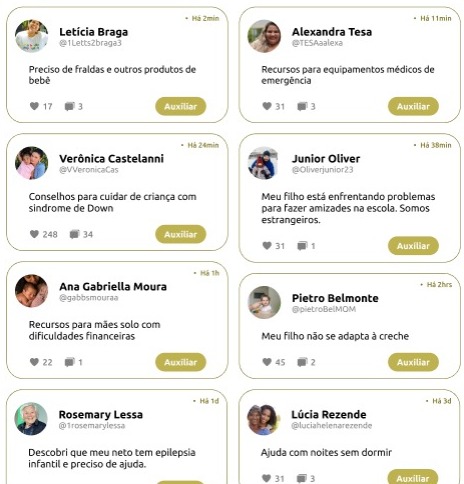 • Há 2min
Letícia Braga
@1Letts2braga3
Preciso de fraldas e outros produtos de
bebê
17 3 Auxiliar
• Há 11min
Alexandra Tesa
@TESAaalexa
Recursos para equipamentos médicos de
emergência
31 3 Auxiliar
• Há 24min
Verônica Castelanni
@VVeronicaCas
Conselhos para cuidar de criança com
sindrome de Down
248 34 Auxiliar
• Há 38min
Junior Oliver
@Oliverjunior23
Meu filho está enfrentando problemas
para fazer amizades na escola. Somos
estrangeiros.
31 1 Auxiliar
• Há 1h
Ana Gabriella Moura
@gabbsmouraa
Recursos para mães solo com
dificuldades financeiras
22 1 Auxiliar
• Há 2hrs
Pietro Belmonte
@pietroBelMOM
Meu filho não se adapta à creche
45 2 Auxiliar
• Há 1d
Rosemary Lessa
@1rosemarylessa
Descobri que meu neto tem epilepsia
infantil e preciso de ajuda.
• Há 3d
Lúcia Rezende
@luciahelenarezende
Ajuda com noites sem dormir
31 3 Auxiliar